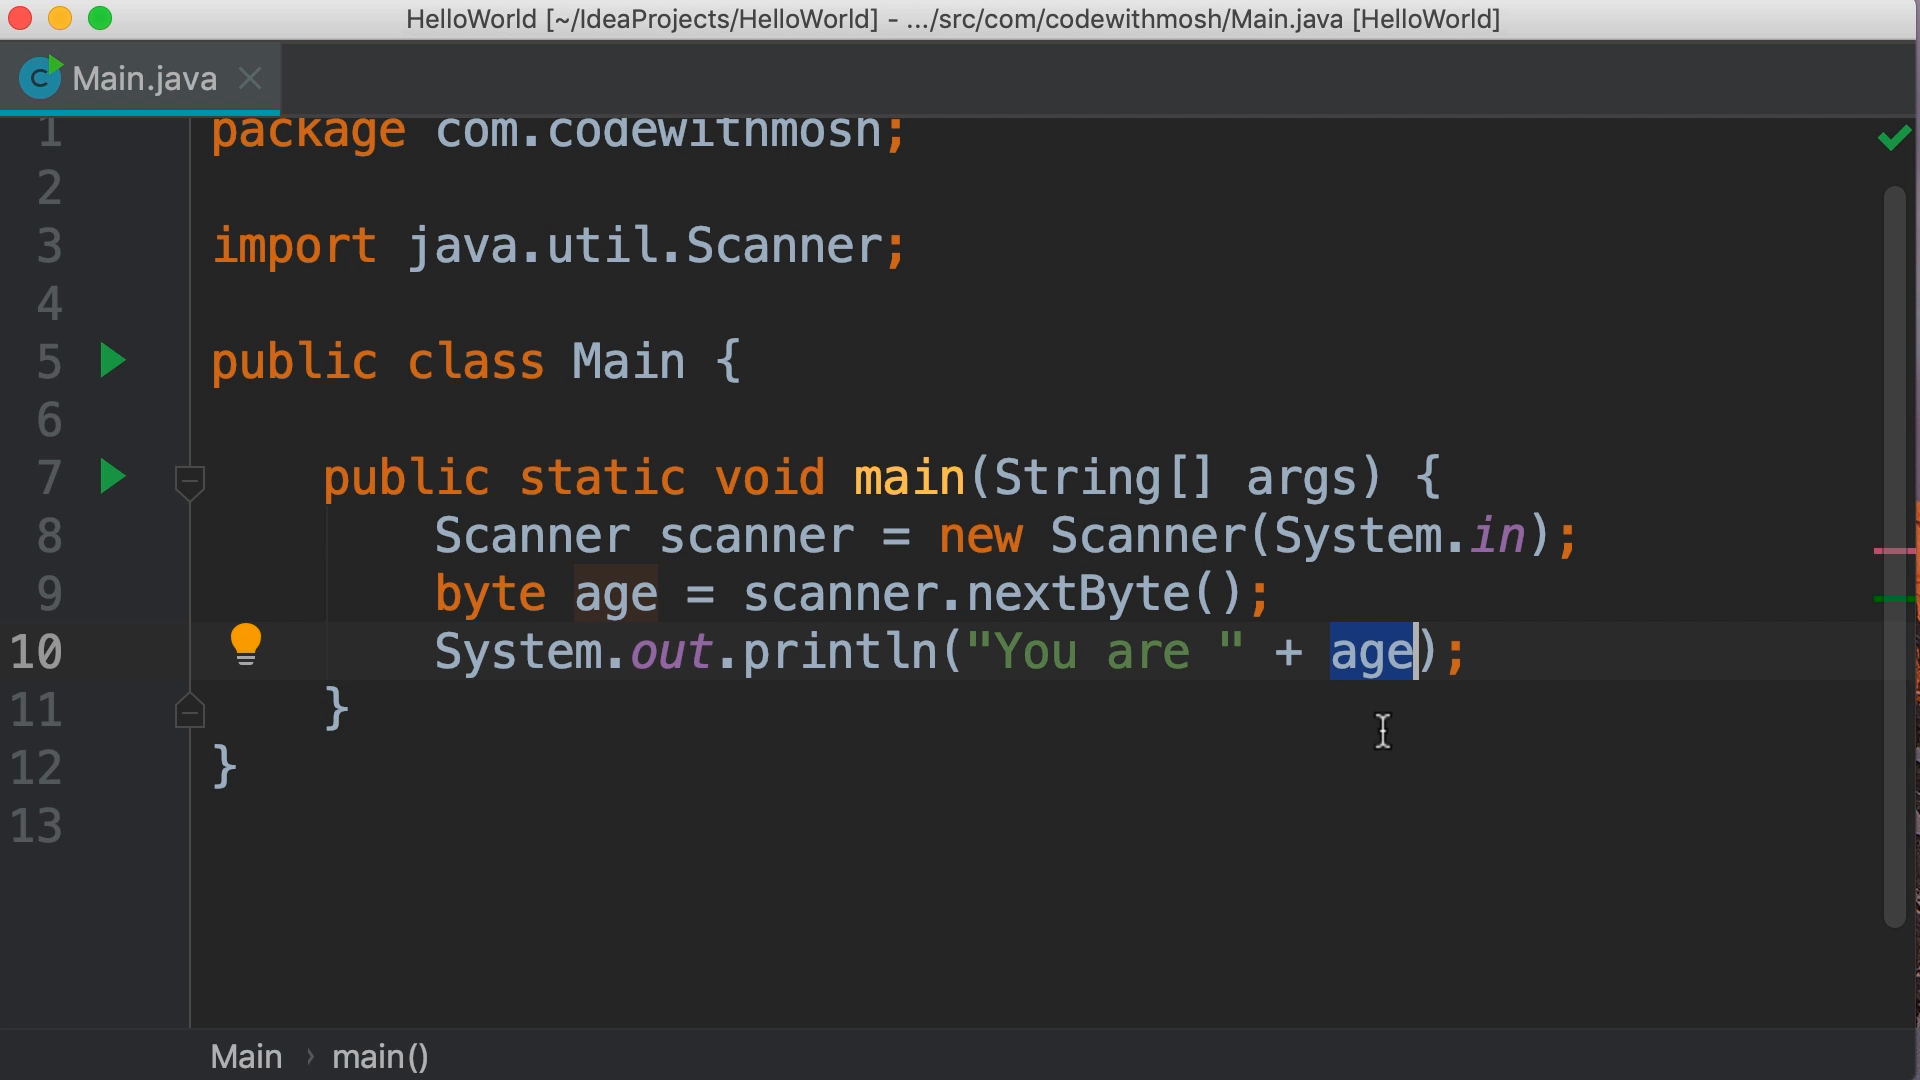 HelloWorld [~/IdeaProjects/HelloWorld] - .../src/com/codewithmosh/Main.java [HelloWorld]
C Main.java
1 package com.codewithmosh;
2
3 import java.util.Scanner;
4
5 public class Main {
6
7 public static void main(String[] args) {
8 Scanner scanner = new Scanner(System.in);
9 byte age = scanner.nextByte();
10 System.out.println("You are " + age);
11 }
12 }
13
Main › main()